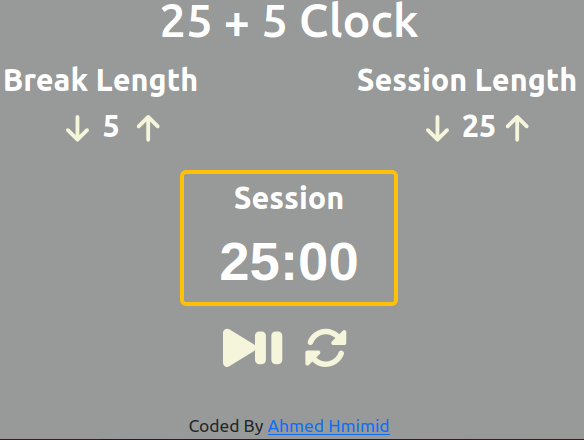 25 + 5 Clock
Break Length
5
Session Length
25
Session
25:00
Coded By Ahmed Hmimid